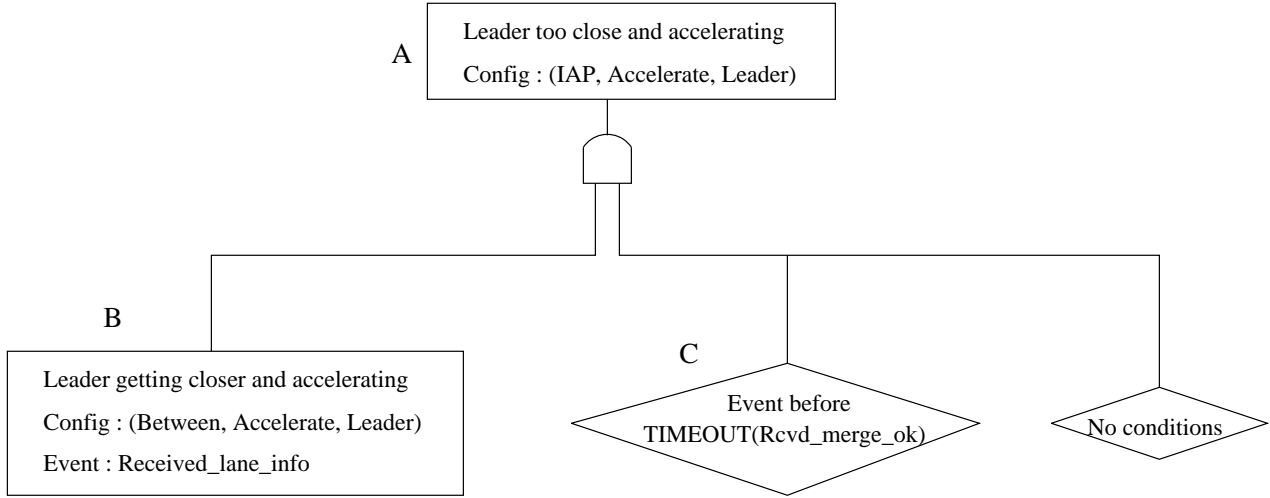 A
Leader too close and accelerating
Config : (IAP, Accelerate, Leader)
B
Leader getting closer and accelerating
Config : (Between, Accelerate, Leader)
Event : Received_lane_info
C
Event before
TIMEOUT(Rcvd_merge_ok)
No conditions